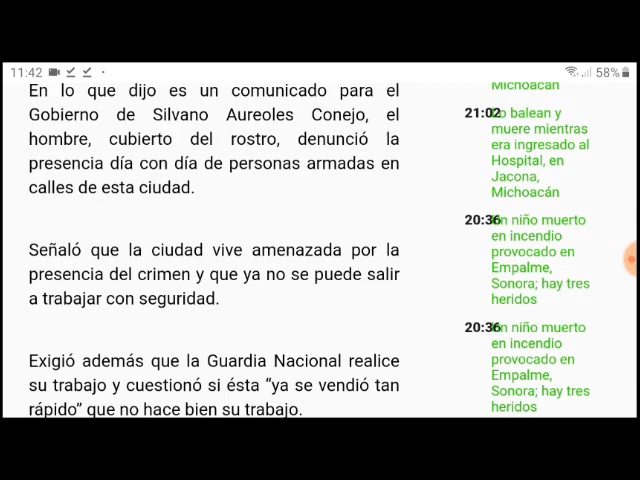 11:42
58%
En lo que dijo es un comunicado para el
Gobierno de Silvano Aureoles Conejo, el
hombre, cubierto del rostro, denunció la
presencia día con día de personas armadas en
calles de esta ciudad.
Señaló que la ciudad vive amenazada por la
presencia del crimen y que ya no se puede salir
a trabajar con seguridad.
Exigió además que la Guardia Nacional realice
su trabajo y cuestionó si ésta “ya se vendió tan
rápido” que no hace bien su trabajo.
Michoacán
21:02 Lo balean y
muere mientras
era ingresado al
Hospital, en
Jacona,
Michoacán
20:36 Un niño muerto
en incendio
provocado en
Empalme,
Sonora; hay tres
heridos
20:36 Un niño muerto
en incendio
provocado en
Empalme,
Sonora; hay tres
heridos